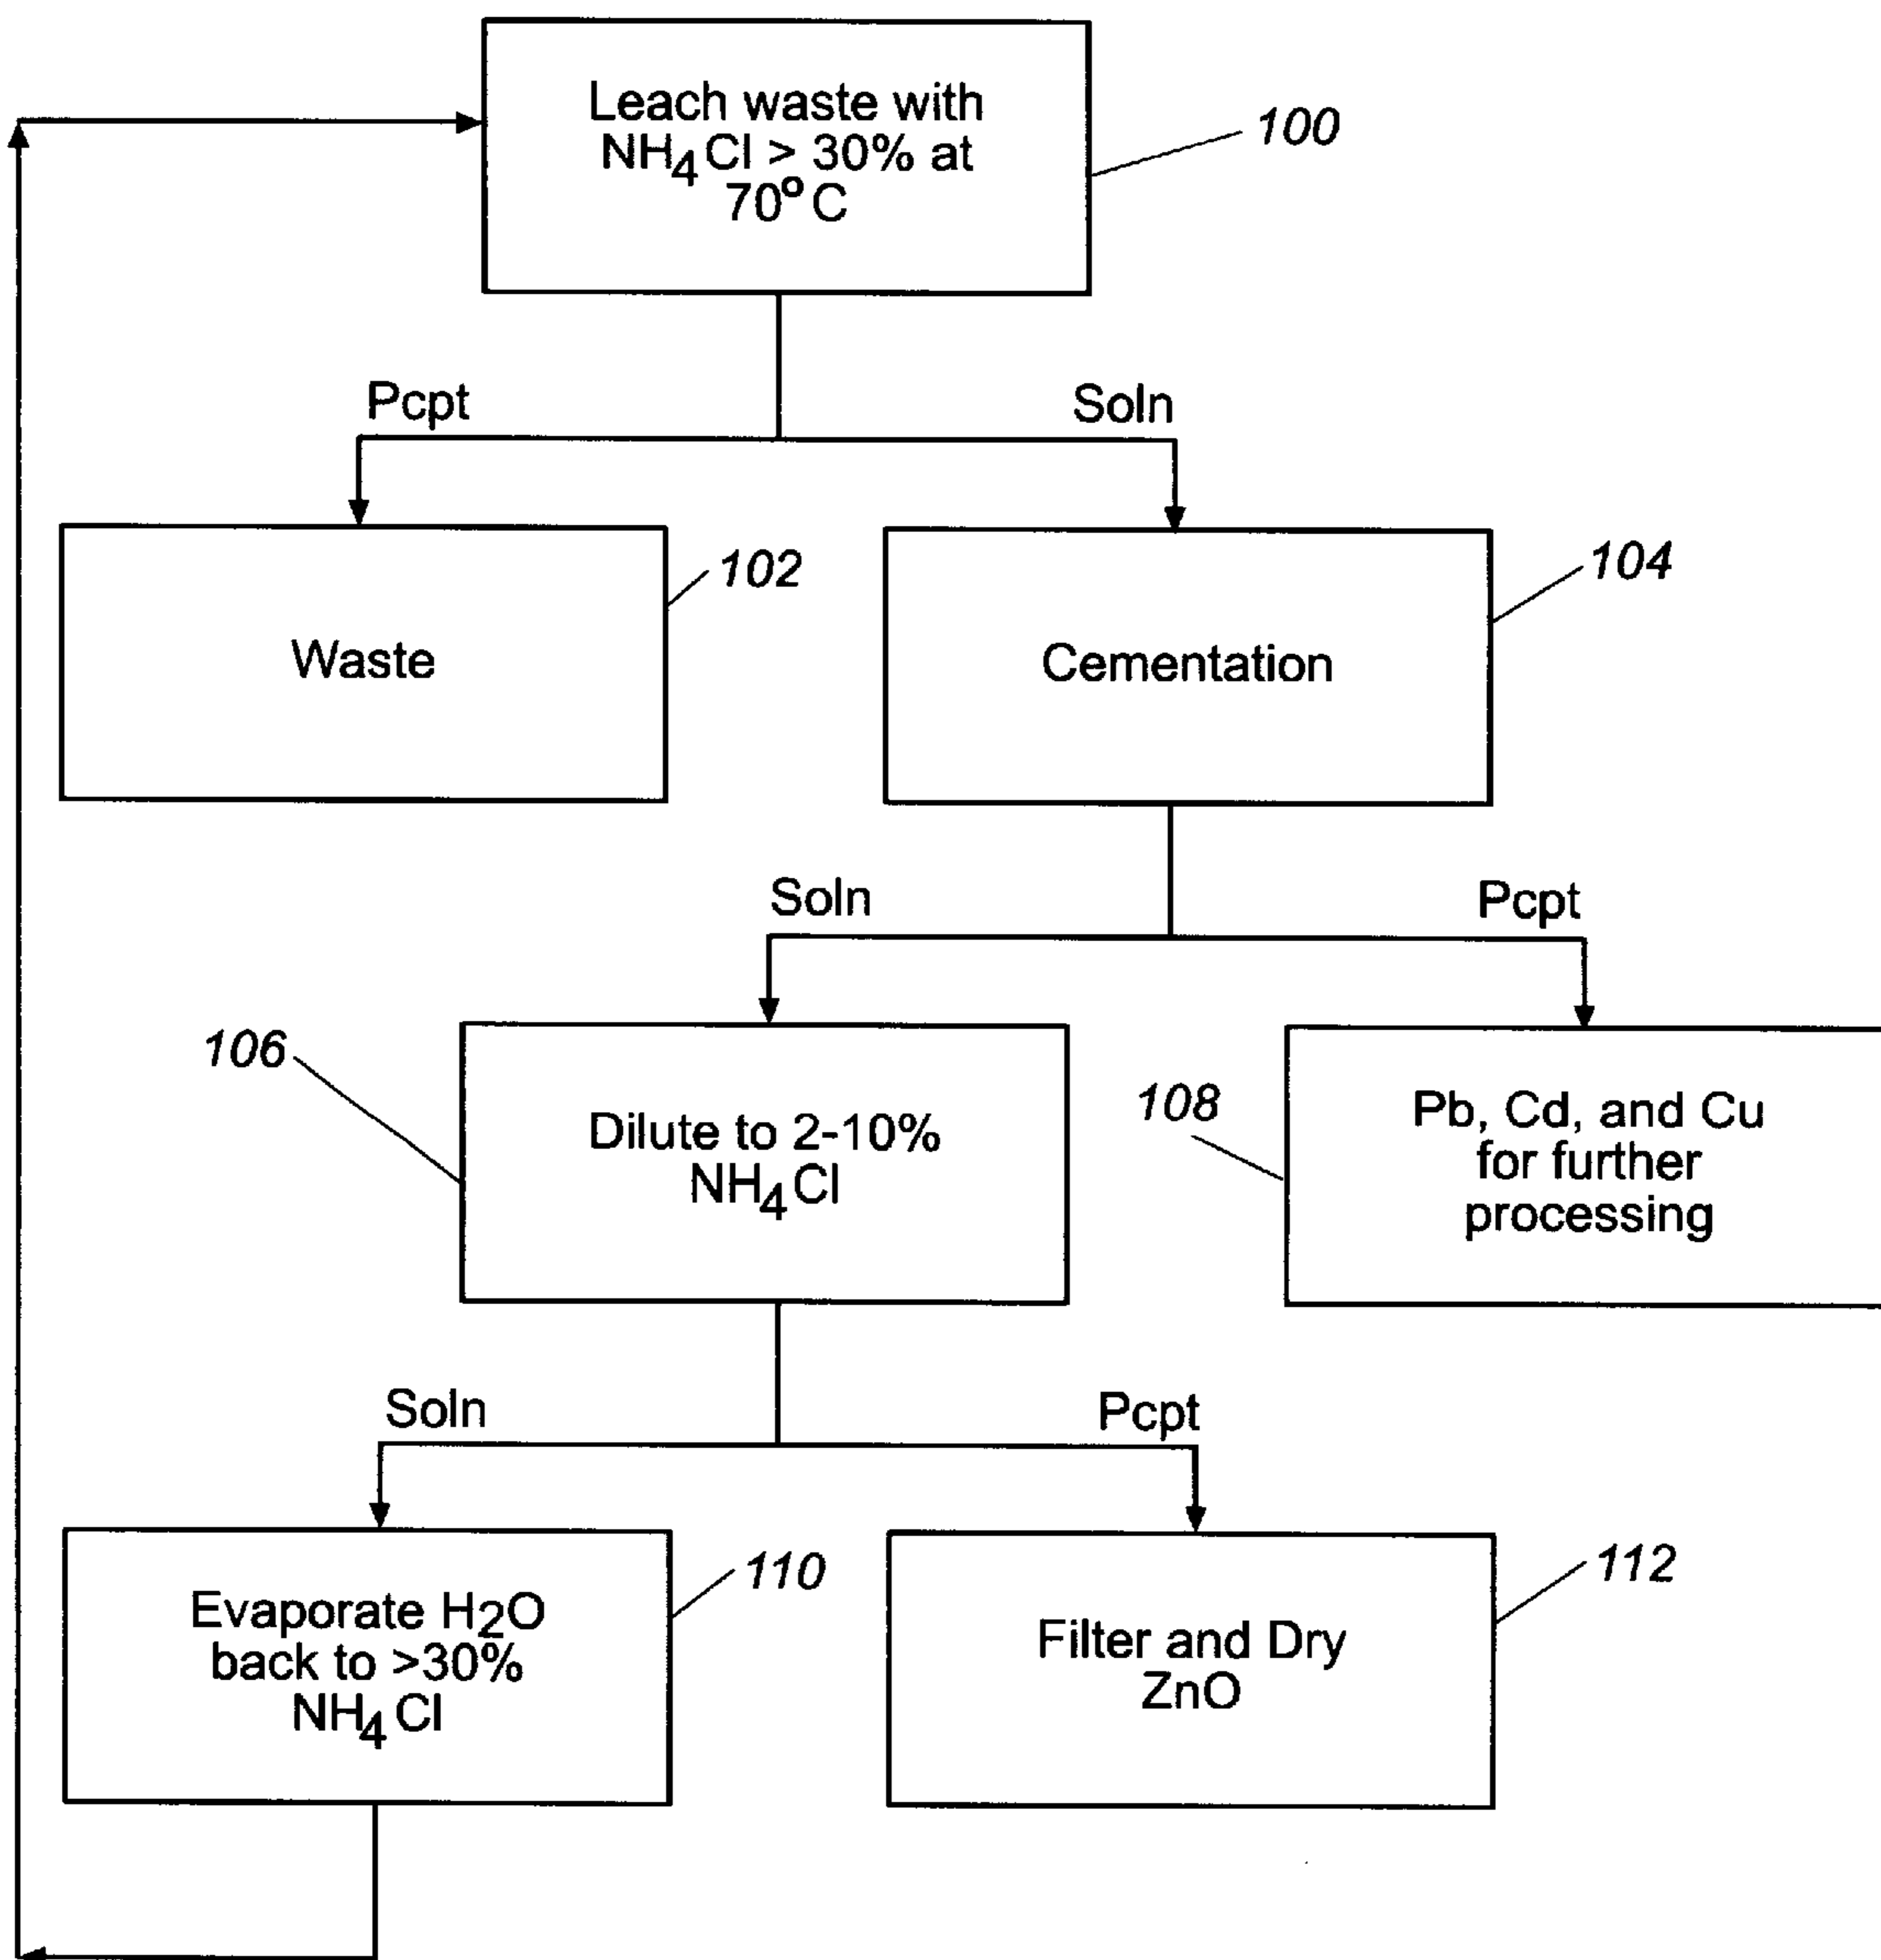 Leach waste with
NH4Cl > 30% at
70°C
100
Pcpt
Soln
Waste
102
Cementation
104
Soln
Pcpt
106
Dilute to 2-10%
NH4Cl
108
Pb, Cd, and Cu
for further
processing
Soln
Pcpt
Evaporate H2O
back to >30%
NH4Cl
110
Filter and Dry
ZnO
112